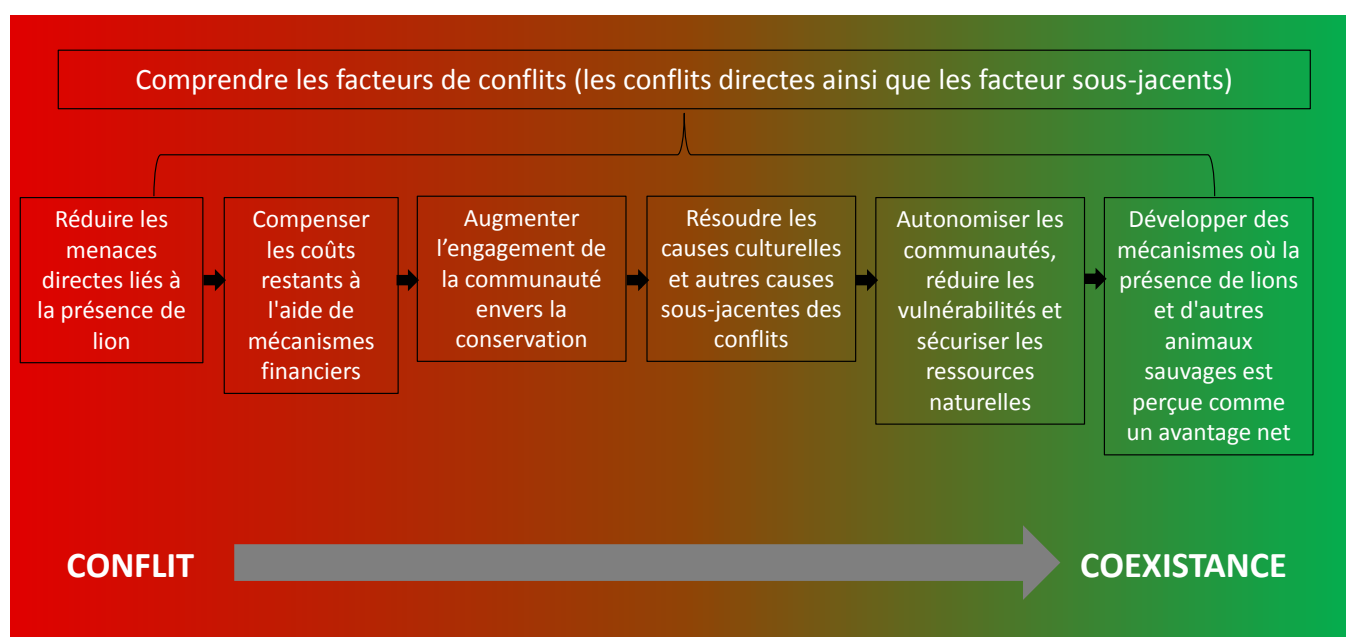 Comprendre les facteurs de conflits (les conflits directes ainsi que les facteur sous-jacents)
Réduire les
menaces
directes liés à
la présence de
lion
Compenser
les coûts
restants à
l'aide de
mécanismes
financiers
Augmenter
l’engagement de
la communauté
envers la
conservation
Résoudre les
causes culturelles
et autres causes
sous-jacentes des
conflits
Autonomiser les
communautés,
réduire les
vulnérabilités et
sécuriser les
ressources
naturelles
Développer des
mécanismes où la
présence de lions
et d'autres
animaux
sauvages est
perçue comme
un avantage net
CONFLIT
COEXISTANCE